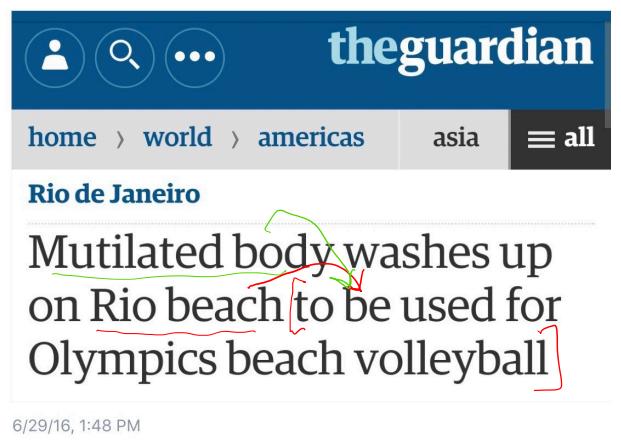 theguardian
home › world › americas asia all
Rio de Janeiro
Mutilated body washes up
on Rio beach to be used for
Olympics beach volleyball
6/29/16, 1:48 PM